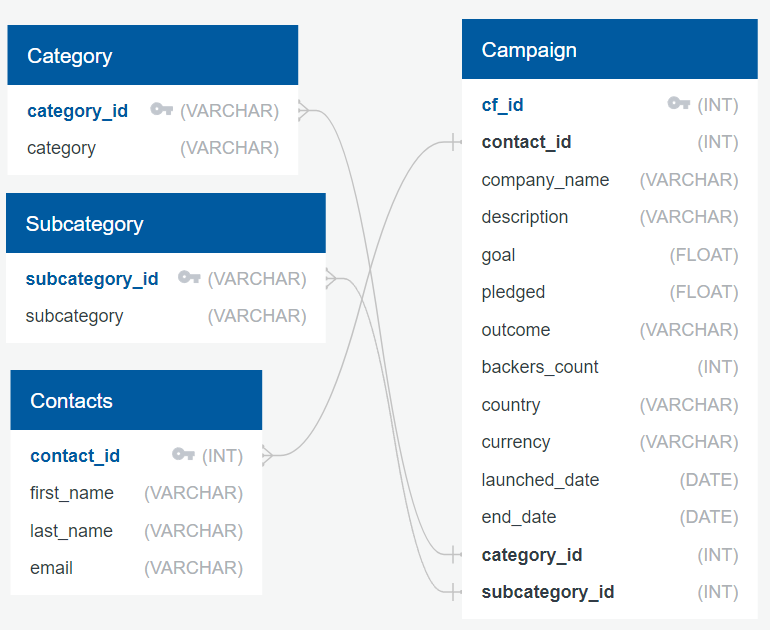 Category
category_id (VARCHAR)
category (VARCHAR)
Subcategory
subcategory_id (VARCHAR)
subcategory (VARCHAR)
Contacts
contact_id (INT)
first_name (VARCHAR)
last_name (VARCHAR)
email (VARCHAR)
Campaign
cf_id (INT)
contact_id (INT)
company_name (VARCHAR)
description (VARCHAR)
goal (FLOAT)
pledged (FLOAT)
outcome (VARCHAR)
backers_count (INT)
country (VARCHAR)
currency (VARCHAR)
launched_date (DATE)
end_date (DATE)
category_id (INT)
subcategory_id (INT)